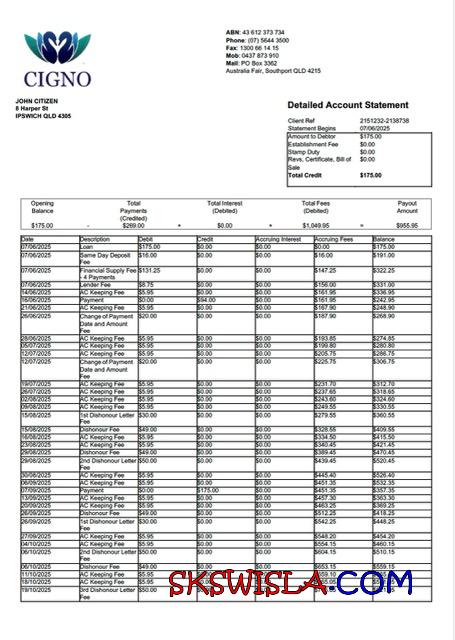 CIGNO
ABN: 43 612 373 734
Phone: (07) 5644 3500
Fax: 1300 66 14 15
Mob: 0437 873 910
Mail: PO Box 3362
Australia Fair, Southport QLD 4215
JOHN CITIZEN
8 Harper St
IPSWICH QLD 4305
Detailed Account Statement
Client Ref 2151232-2138738
Statement Begins 07/06/2025
Amount to Debtor $175.00
Establishment Fee $0.00
Stamp Duty $0.00
Revs, Certificate, Bill of $0.00
Sale
Total Credit $175.00
Opening Total Total Interest Total Fees Payout
Balance Payments (Debited) (Debited) Amount
(Credited)
$175.00 - $269.00 + $0.00 + $1,049.95 = $955.95
Date Description Debit Credit Accruing Interest Accruing Fees Balance
07/06/2025 Loan $175.00 $0.00 $0.00 $0.00 $175.00
07/06/2025 Same Day Deposit $16.00 $0.00 $0.00 $16.00 $191.00
Fee
07/06/2025 Financial Supply Fee $131.25 $0.00 $0.00 $147.25 $322.25
- 4 Payments
07/06/2025 Lender Fee $8.75 $0.00 $0.00 $156.00 $331.00
14/06/2025 AC Keeping Fee $5.95 $0.00 $0.00 $161.95 $336.95
16/06/2025 Payment $0.00 $94.00 $0.00 $161.95 $242.95
21/06/2025 AC Keeping Fee $5.95 $0.00 $0.00 $167.90 $248.90
26/06/2025 Change of Payment $20.00 $0.00 $0.00 $187.90 $268.90
Date and Amount
Fee
28/06/2025 AC Keeping Fee $5.95 $0.00 $0.00 $193.85 $274.85
05/07/2025 AC Keeping Fee $5.95 $0.00 $0.00 $199.80 $280.80
12/07/2025 AC Keeping Fee $5.95 $0.00 $0.00 $205.75 $286.75
12/07/2025 Change of Payment $20.00 $0.00 $0.00 $225.75 $306.75
Date and Amount
Fee
19/07/2025 AC Keeping Fee $5.95 $0.00 $0.00 $231.70 $312.70
26/07/2025 AC Keeping Fee $5.95 $0.00 $0.00 $237.65 $318.65
02/08/2025 AC Keeping Fee $5.95 $0.00 $0.00 $243.60 $324.60
09/08/2025 AC Keeping Fee $5.95 $0.00 $0.00 $249.55 $330.55
15/08/2025 1st Dishonour Letter $30.00 $0.00 $0.00 $279.55 $360.55
Fee
15/08/2025 Dishonour Fee $49.00 $0.00 $0.00 $328.55 $409.55
16/08/2025 AC Keeping Fee $5.95 $0.00 $0.00 $334.50 $415.50
23/08/2025 AC Keeping Fee $5.95 $0.00 $0.00 $340.45 $421.45
29/08/2025 Dishonour Fee $49.00 $0.00 $0.00 $389.45 $470.45
29/08/2025 2nd Dishonour Letter $50.00 $0.00 $0.00 $439.45 $520.45
Fee
30/08/2025 AC Keeping Fee $5.95 $0.00 $0.00 $445.40 $526.40
06/09/2025 AC Keeping Fee $5.95 $0.00 $0.00 $451.35 $532.35
07/09/2025 Payment $0.00 $175.00 $0.00 $451.35 $357.35
13/09/2025 AC Keeping Fee $5.95 $0.00 $0.00 $457.30 $363.30
20/09/2025 AC Keeping Fee $5.95 $0.00 $0.00 $463.25 $369.25
26/09/2025 Dishonour Fee $49.00 $0.00 $0.00 $512.25 $418.25
26/09/2025 1st Dishonour Letter $30.00 $0.00 $0.00 $542.25 $448.25
Fee
27/09/2025 AC Keeping Fee $5.95 $0.00 $0.00 $548.20 $454.20
04/10/2025 AC Keeping Fee $5.95 $0.00 $0.00 $554.15 $460.15
06/10/2025 2nd Dishonour Letter $50.00 $0.00 $0.00 $604.15 $510.15
Fee
06/10/2025 Dishonour Fee $49.00 $0.00 $0.00 $653.15 $559.15
11/10/2025 AC Keeping Fee $5.95
18/10/2025 AC Keeping Fee $5.95
19/10/2025 3rd Dishonour Letter $50.00
Fee
SKSWISLA.COM